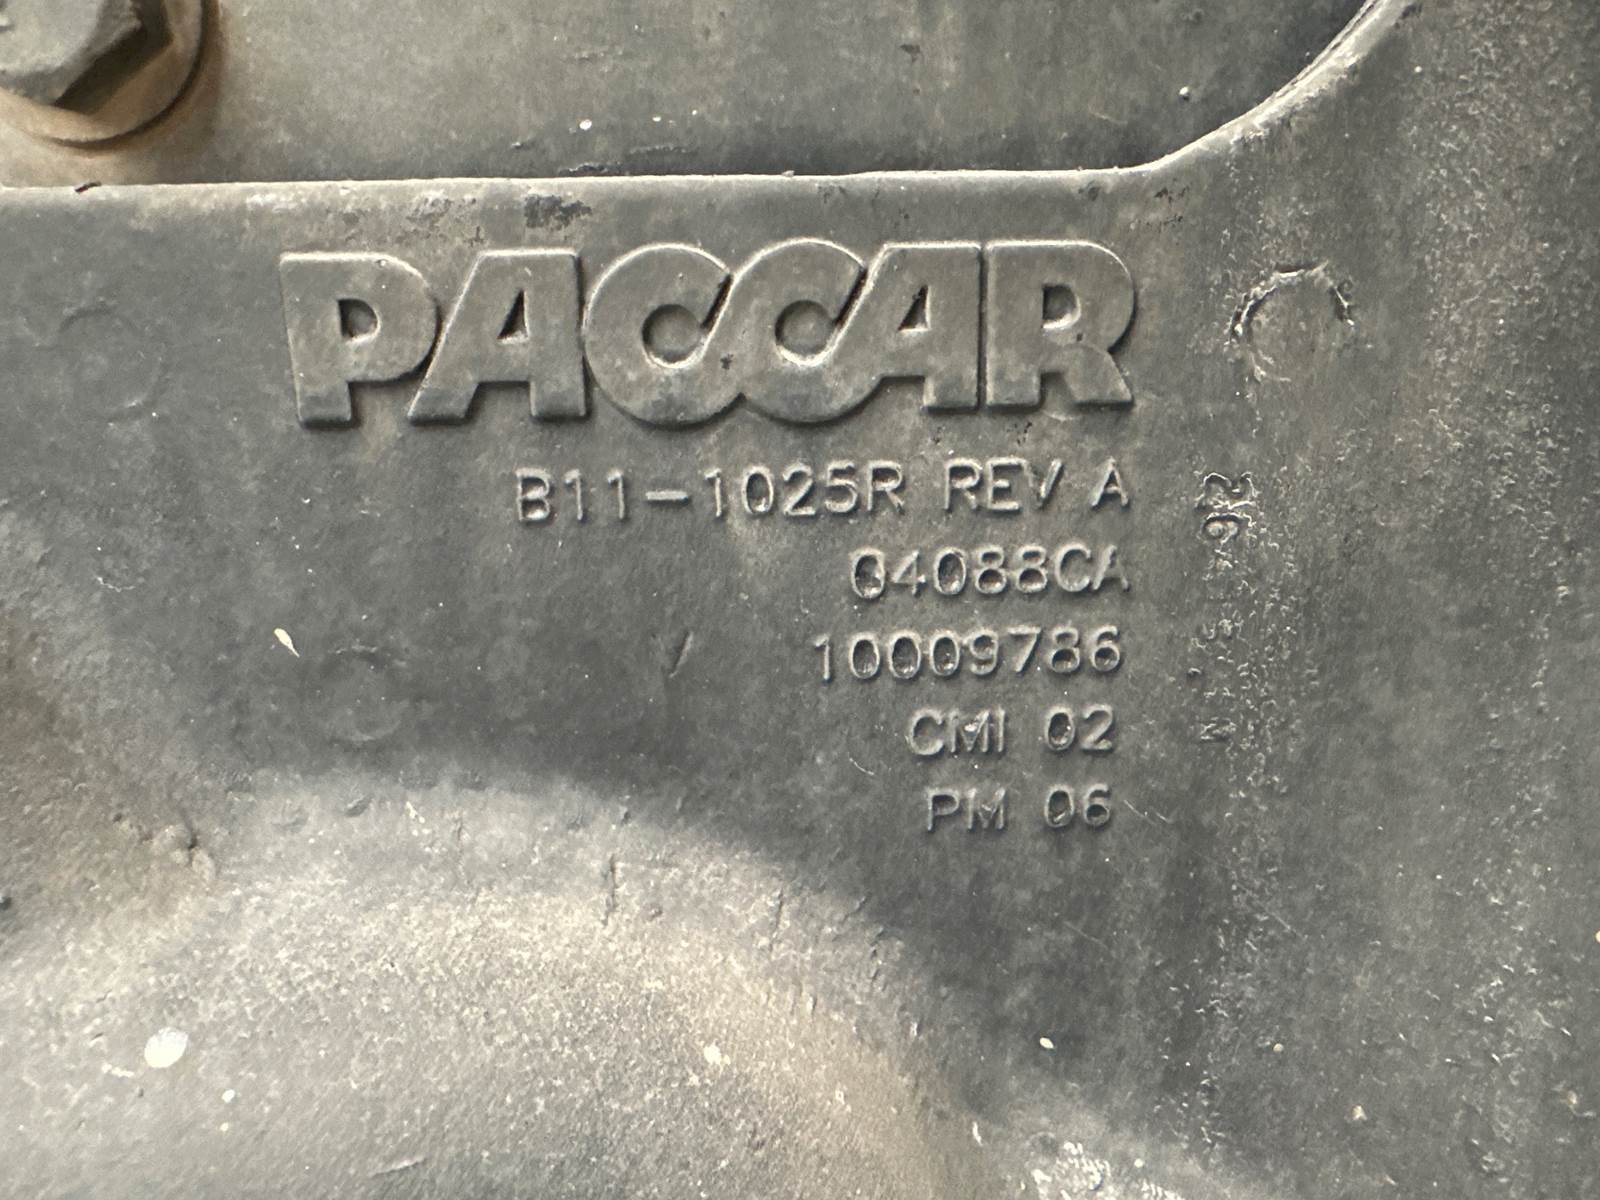 PACCAR
B11-1025R REV A
04088CA
10009786
CMI 02
PM 06